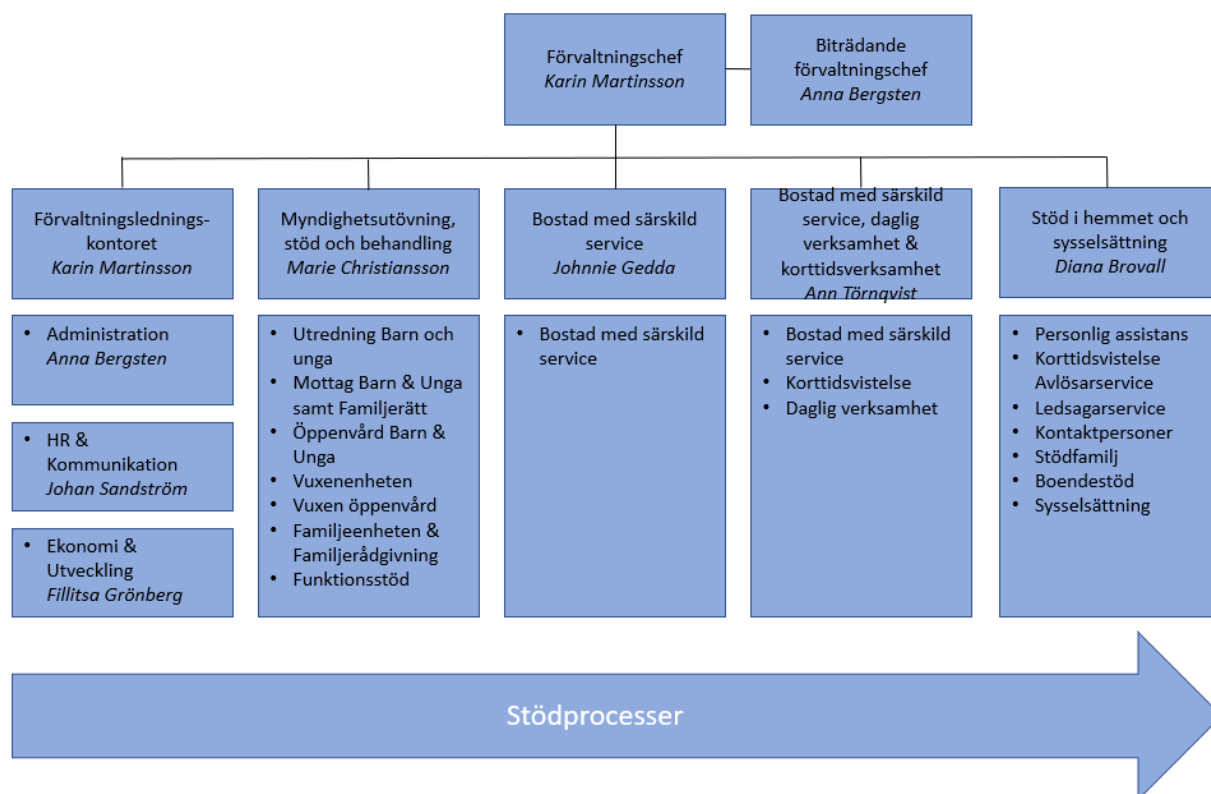 Förvaltningschef
Karin Martinsson
Biträdande
förvaltningschef
Anna Bergsten
Förvaltningslednings-
kontoret
Karin Martinsson
Myndighetsutövning,
stöd och behandling
Marie Christiansson
Bostad med särskild
service
Johnnie Gedda
Bostad med särskild
service, daglig
verksamhet &
korttidsverksamhet
Ann Törnqvist
Stöd i hemmet och
sysselsättning
Diana Brovall
• Administration
Anna Bergsten
• HR &
Kommunikation
Johan Sandström
• Ekonomi &
Utveckling
Fillitsa Grönberg
• Utredning Barn och
unga
• Mottag Barn & Unga
samt Familjerätt
• Öppenvård Barn &
Unga
• Vuxenenheten
• Vuxen öppenvård
• Familjeenheten &
Familjerådgivning
• Funktionsstöd
• Bostad med särskild
service
• Bostad med särskild
service
• Korttidsvistelse
• Daglig verksamhet
• Personlig assistans
• Korttidsvistelse
Avlösarservice
• Ledsagarservice
• Kontaktpersoner
• Stödfamilj
• Boendestöd
• Sysselsättning
Stödprocesser